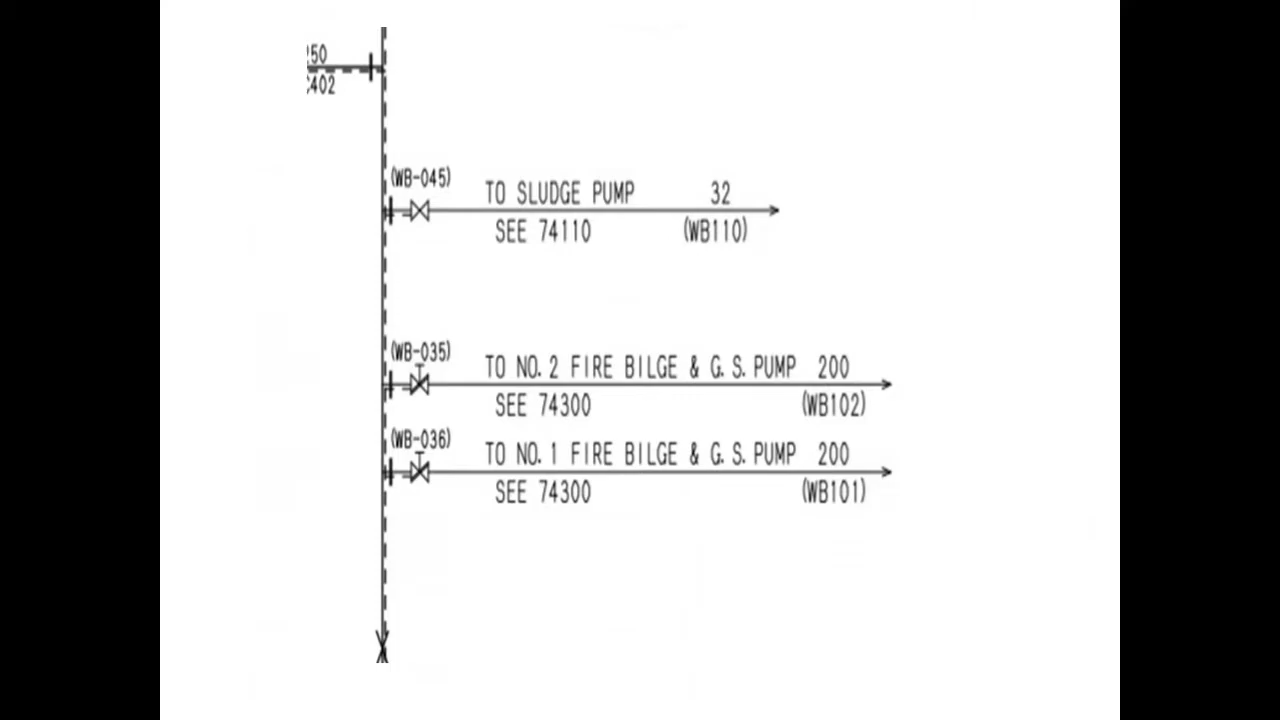 50
402
(WB-045)
TO SLUDGE PUMP 32
SEE 74110 (WB110)
(WB-035)
TO NO. 2 FIRE BILGE & G. S. PUMP 200
SEE 74300 (WB102)
(WB-036)
TO NO. 1 FIRE BILGE & G. S. PUMP 200
SEE 74300 (WB101)